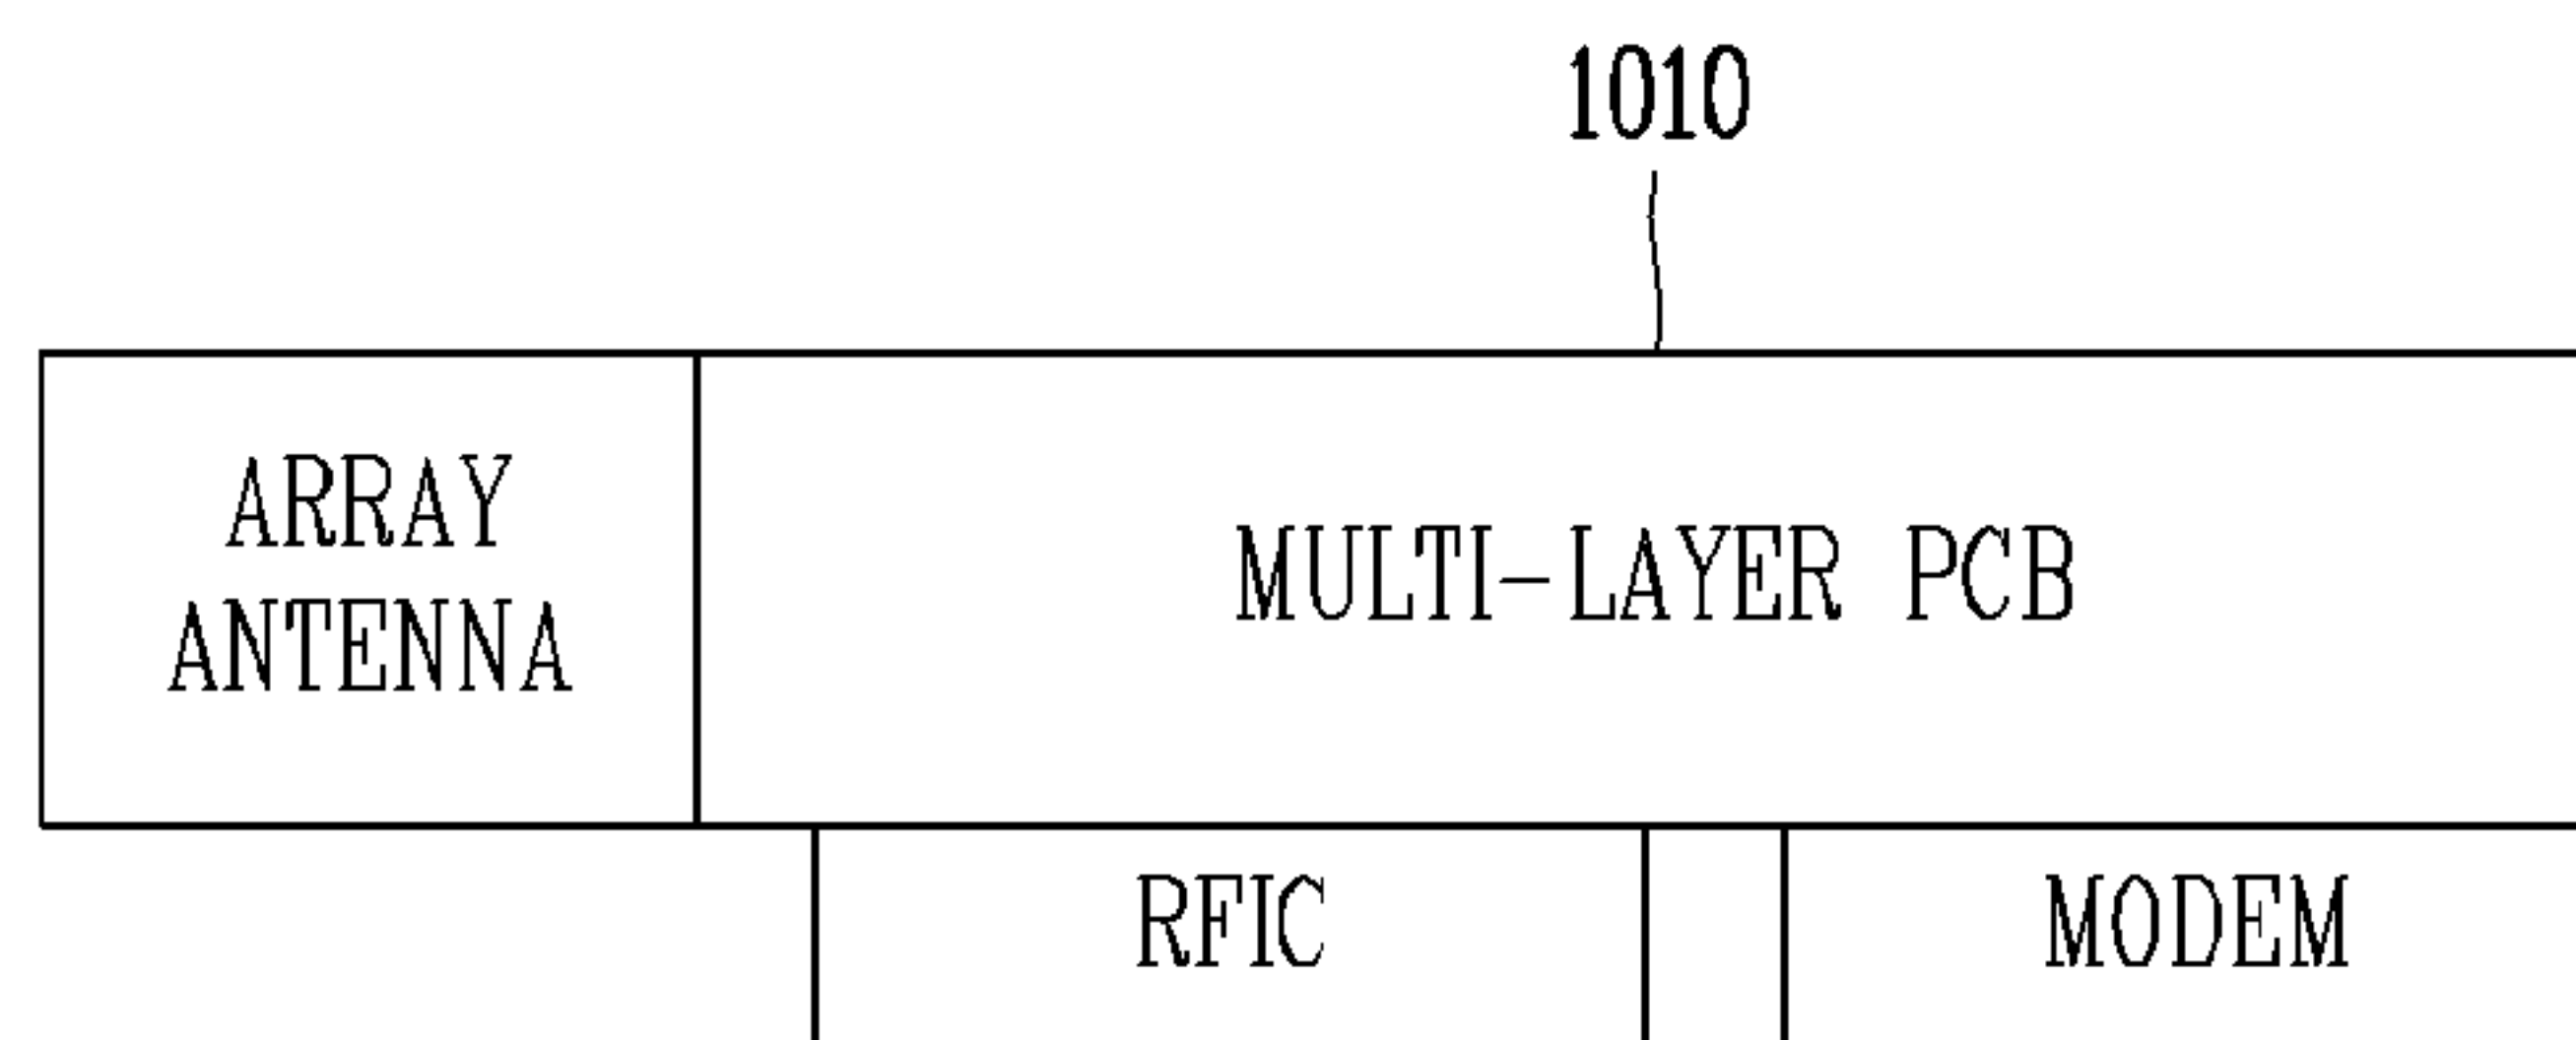 1010
ARRAY
ANTENNA
MULTI-LAYER PCB
RFIC
MODEM